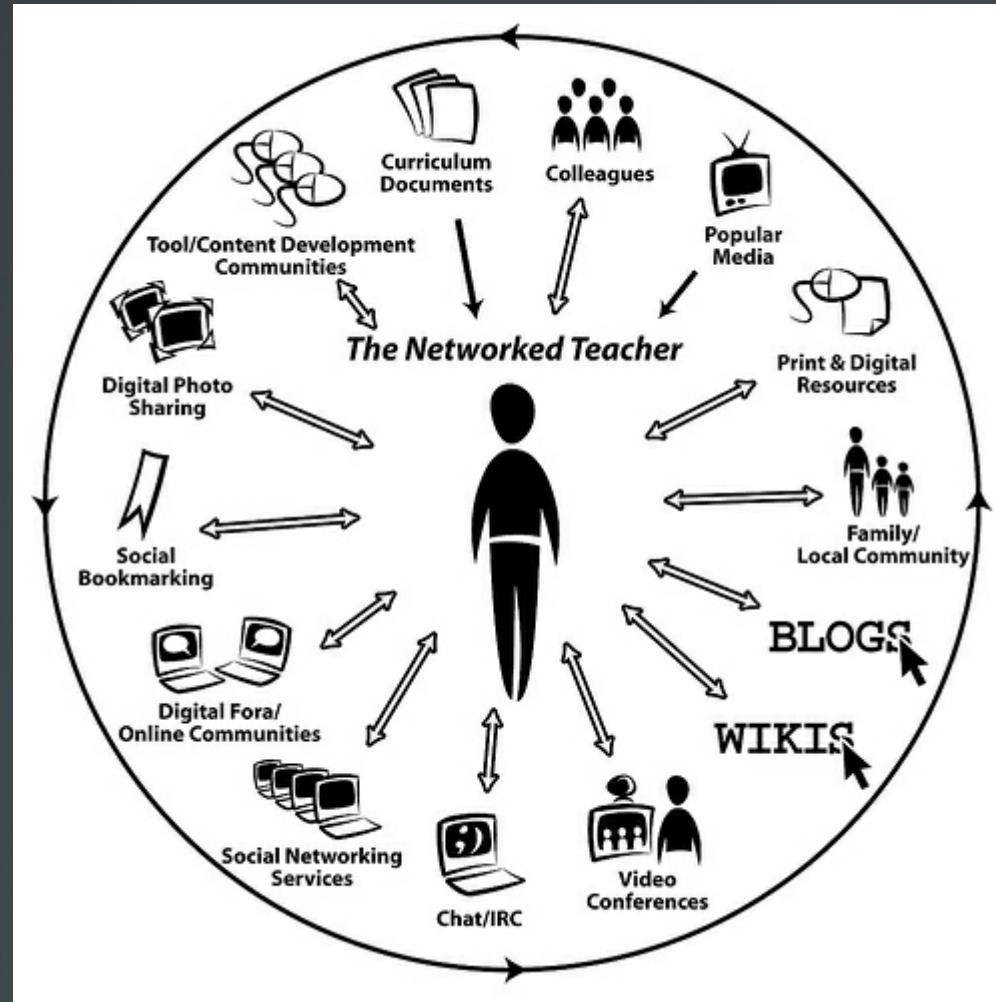 Curriculum
Documents
Colleagues
Popular
Media
Tool/Content Development
Communities
The Networked Teacher
Print & Digital
Resources
Digital Photo
Sharing
Family/
Local Community
Social
Bookmarking
BLOGS
Digital Fora/
Online Communities
WIKIS
Social Networking
Services
;)
Chat/IRC
Video
Conferences